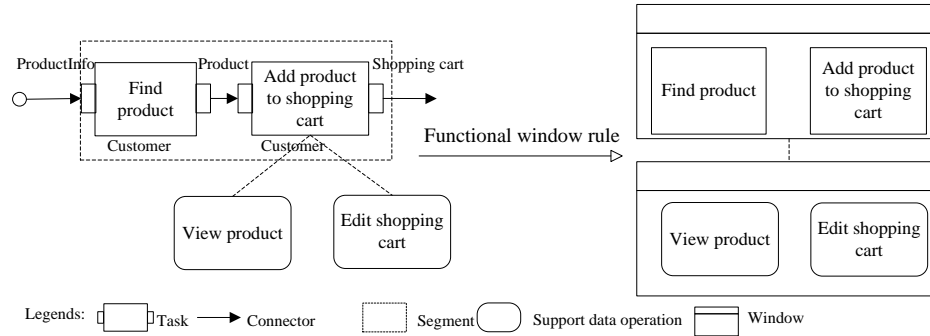 ProductInfo
Product
Shopping cart
Find
product
Add product
to shopping
cart
Customer
Customer
View product
Edit shopping
cart
Functional window rule
Find product
Add product
to shopping
cart
View product
Edit shopping
cart
Legends:
Task
Connector
Segment
Support data operation
Window